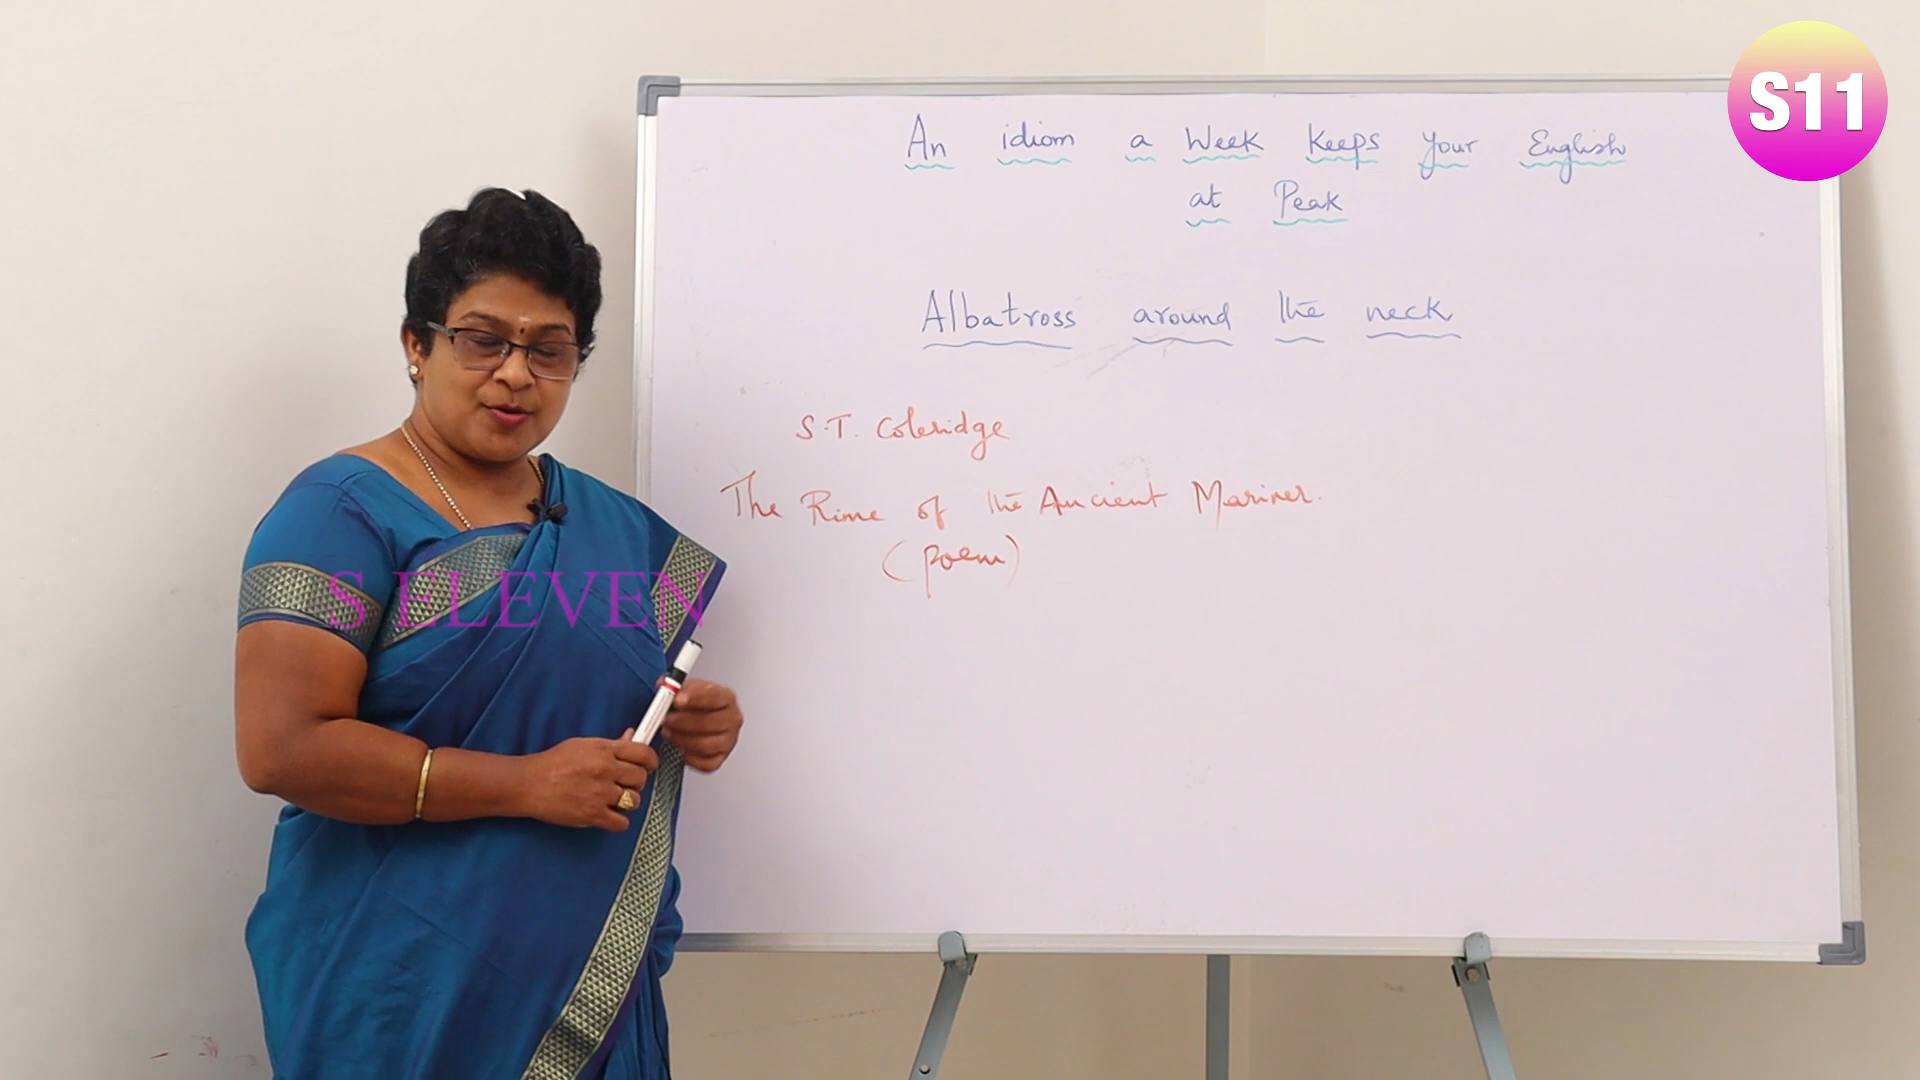 S11
An idiom a Week Keeps your English
at Peak
Albatross around the neck
S.T. Coleridge
The Rime of the Ancient Mariner.
(poem)
S ELEVEN